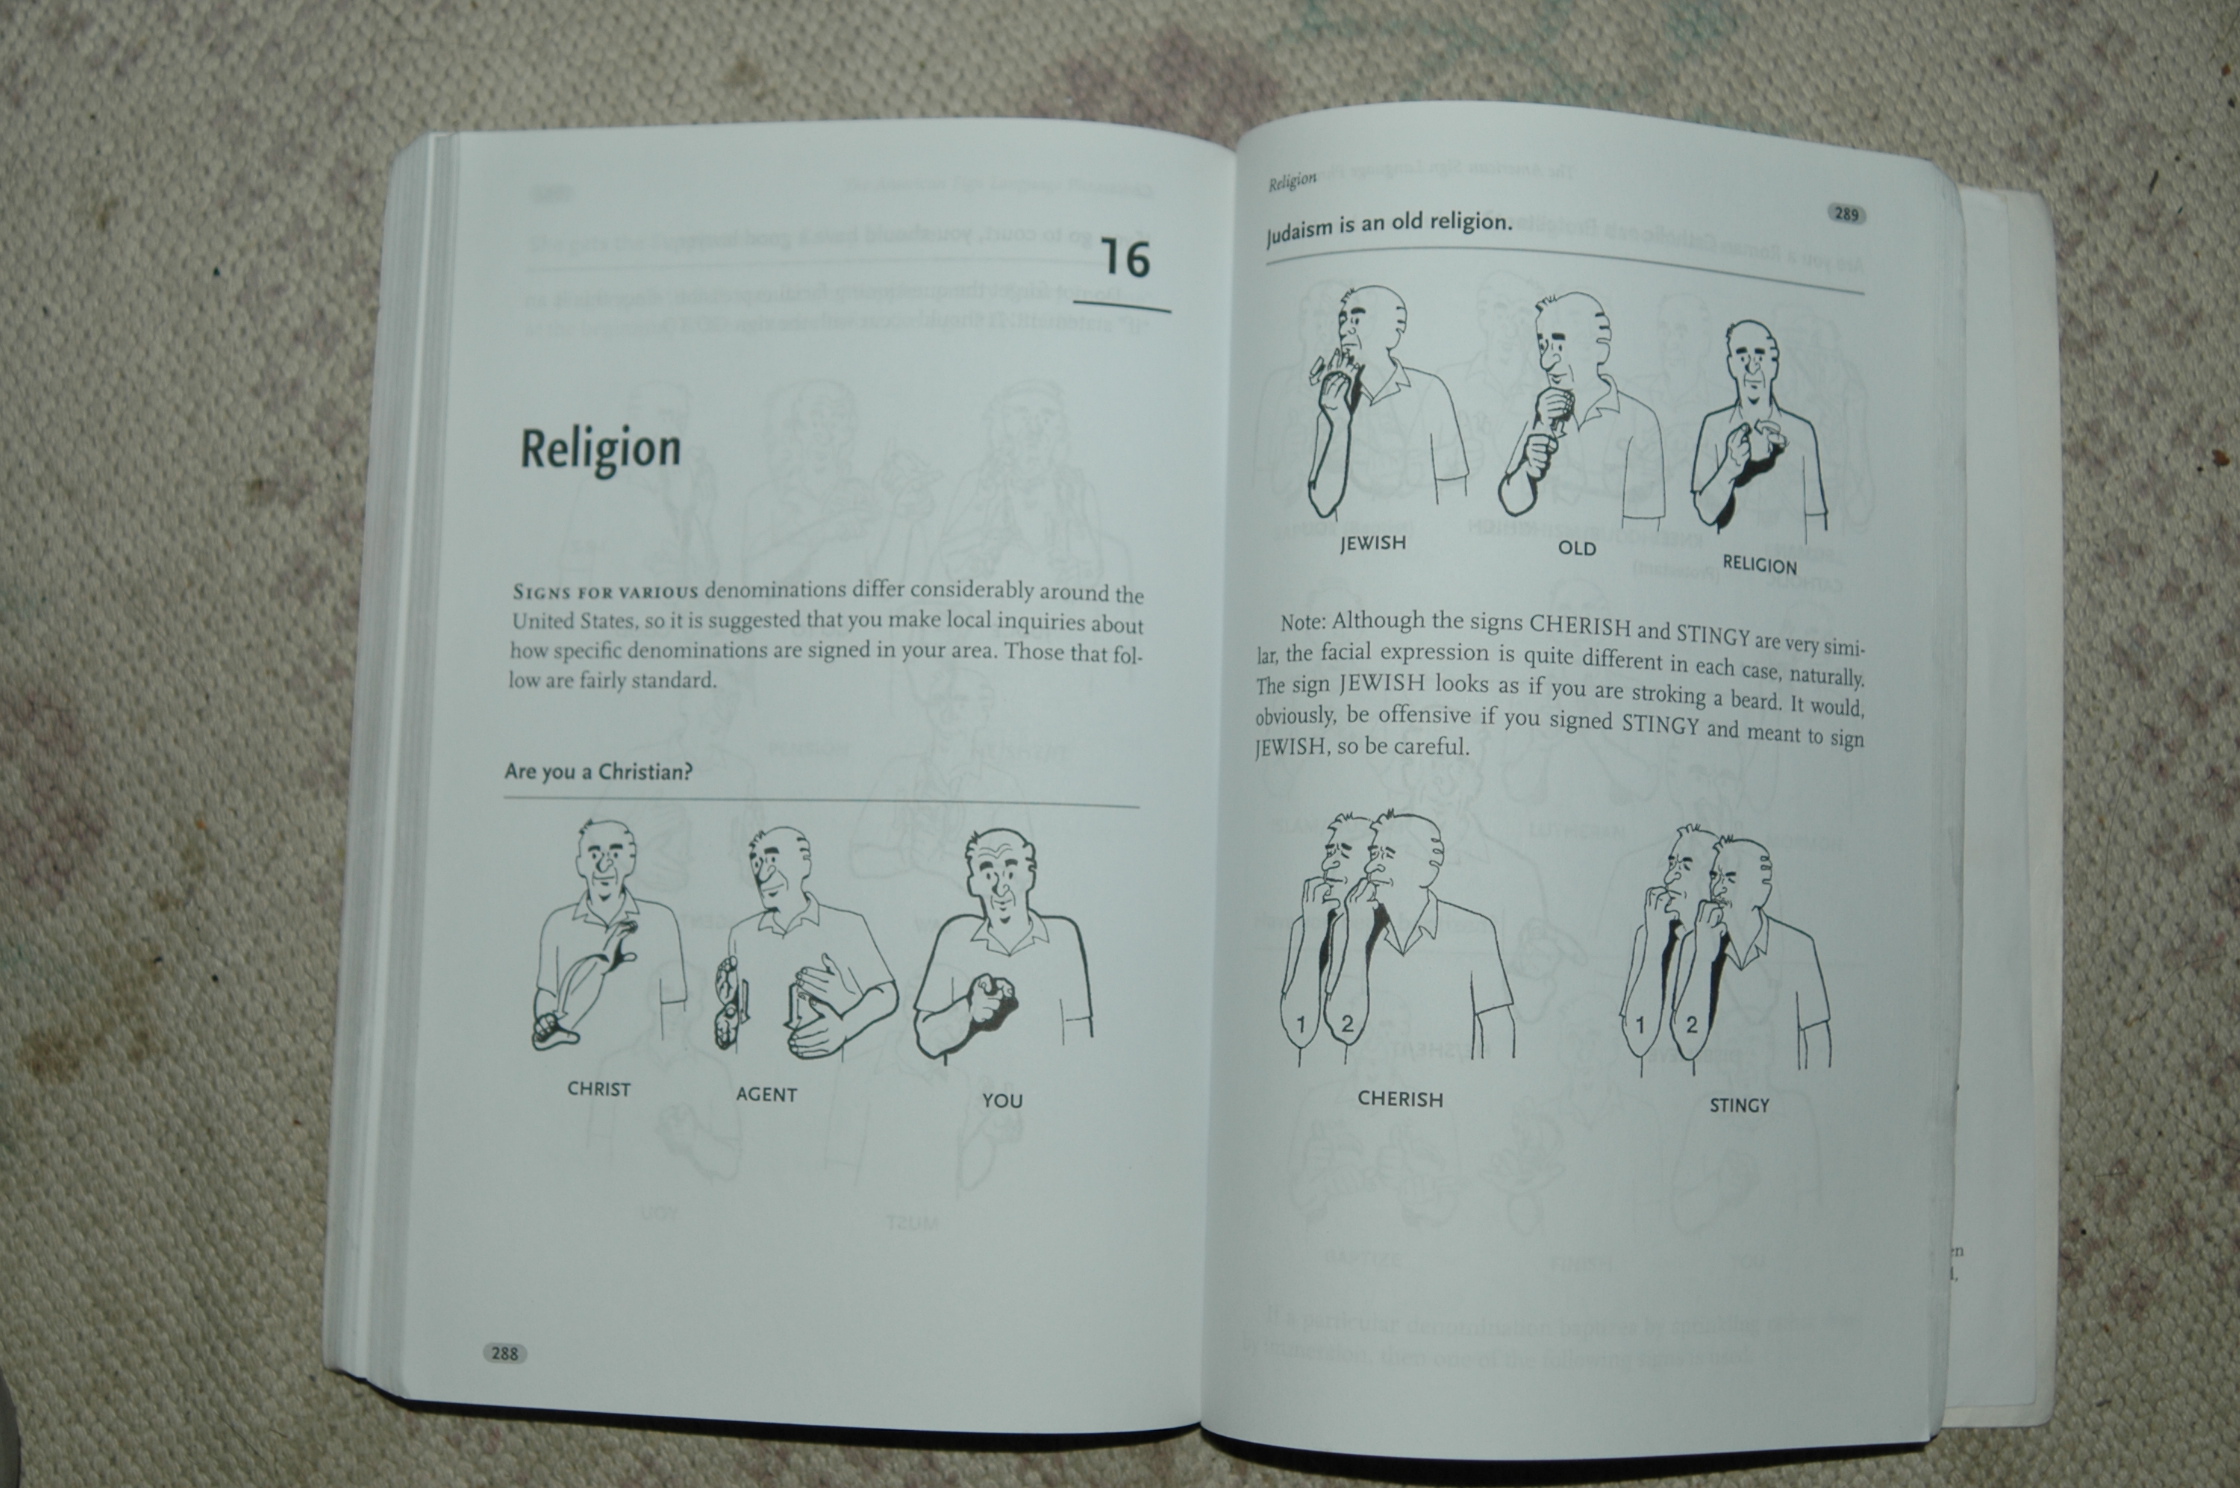 16
Religion
SIGNS FOR VARIOUS denominations differ considerably around the
United States, so it is suggested that you make local inquiries about
how specific denominations are signed in your area. Those that fol-
low are fairly standard.
Are you a Christian?
CHRIST AGENT YOU
288
Religion 289
Judaism is an old religion.
JEWISH OLD RELIGION
Note: Although the signs CHERISH and STINGY are very simi-
lar, the facial expression is quite different in each case, naturally.
The sign JEWISH looks as if you are stroking a beard. It would,
obviously, be offensive if you signed STINGY and meant to sign
JEWISH, so be careful.
1 2 1 2
CHERISH STINGY